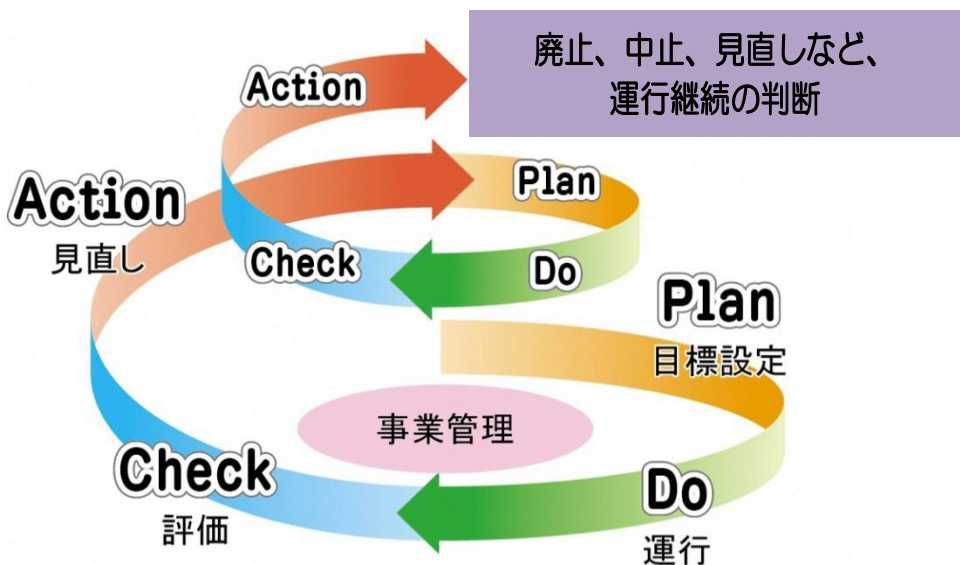 廃止、中止、見直しなど、
運行継続の判断
Action
Plan
Check
Do
Action
見直し
Plan
目標設定
事業管理
Check
評価
Do
運行